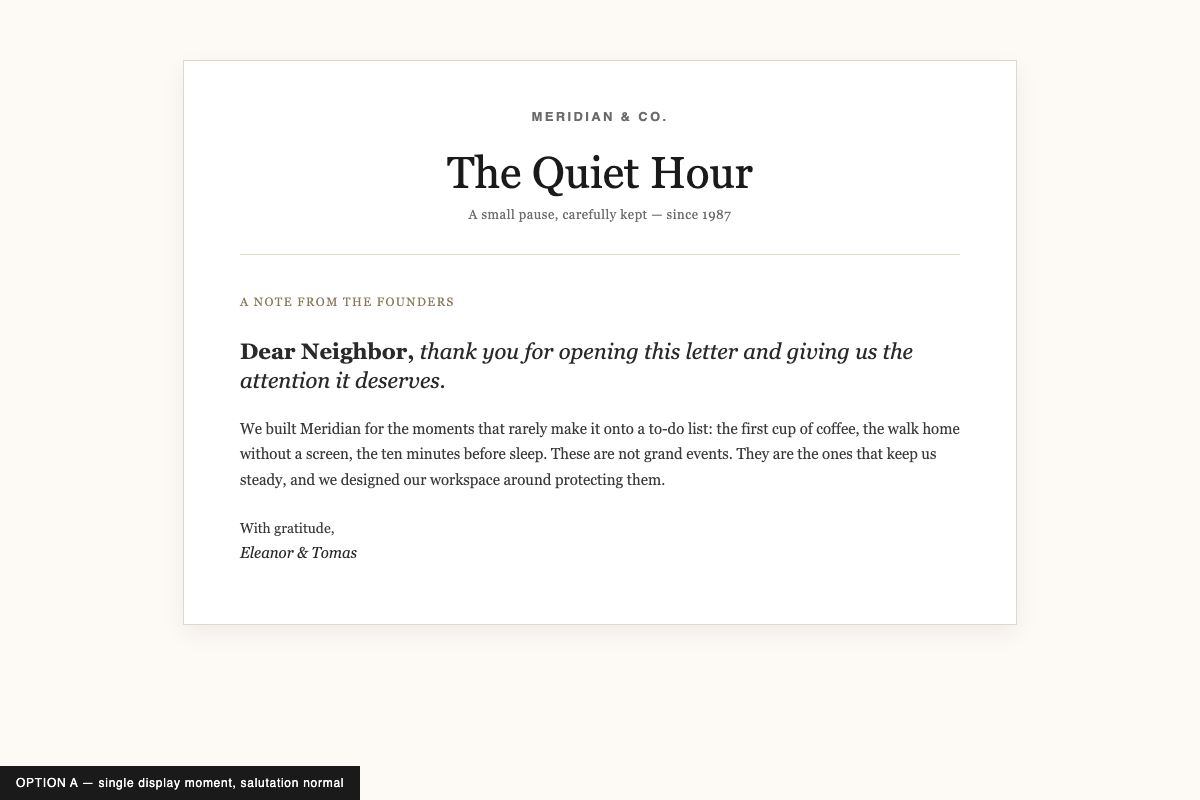 MERIDIAN & CO.
The Quiet Hour
A small pause, carefully kept — since 1987
A NOTE FROM THE FOUNDERS
Dear Neighbor, thank you for opening this letter and giving us the
attention it deserves.
We built Meridian for the moments that rarely make it onto a to-do list: the first cup of coffee, the walk home
without a screen, the ten minutes before sleep. These are not grand events. They are the ones that keep us
steady, and we designed our workspace around protecting them.
With gratitude,
Eleanor & Tomas
OPTION A — single display moment, salutation normal